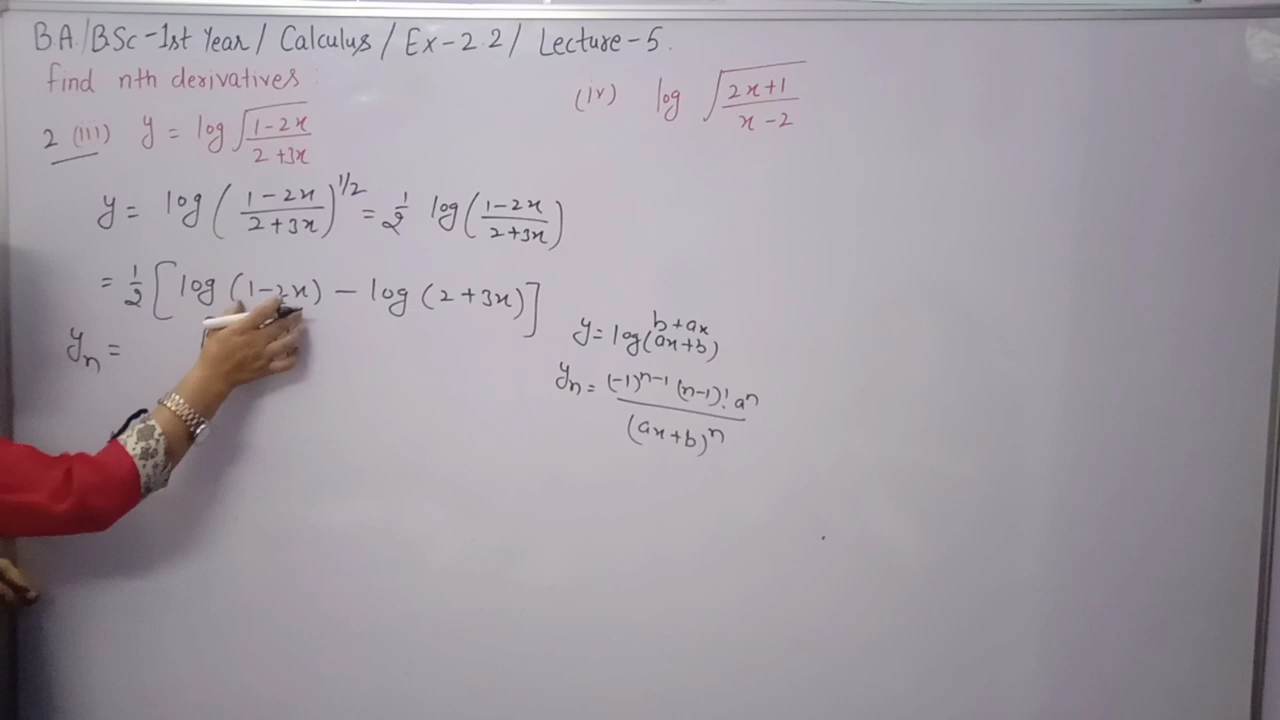 B.A./B.Sc-1st Year / Calculus / Ex-2.2 / Lecture-5.
find nth derivatives :
2 (iii) y = log √((1-2x)/(2+3x))
(iv) log √((2x+1)/(x-2))
y = log ((1-2x)/(2+3x))^1/2 = 1/2 log ((1-2x)/(2+3x))
= 1/2 [log (1-2x) - log (2+3x)]
yn =
b+ax
y = log(ax+b)
yn = (-1)^n-1 (n-1)! a^n / (ax+b)^n